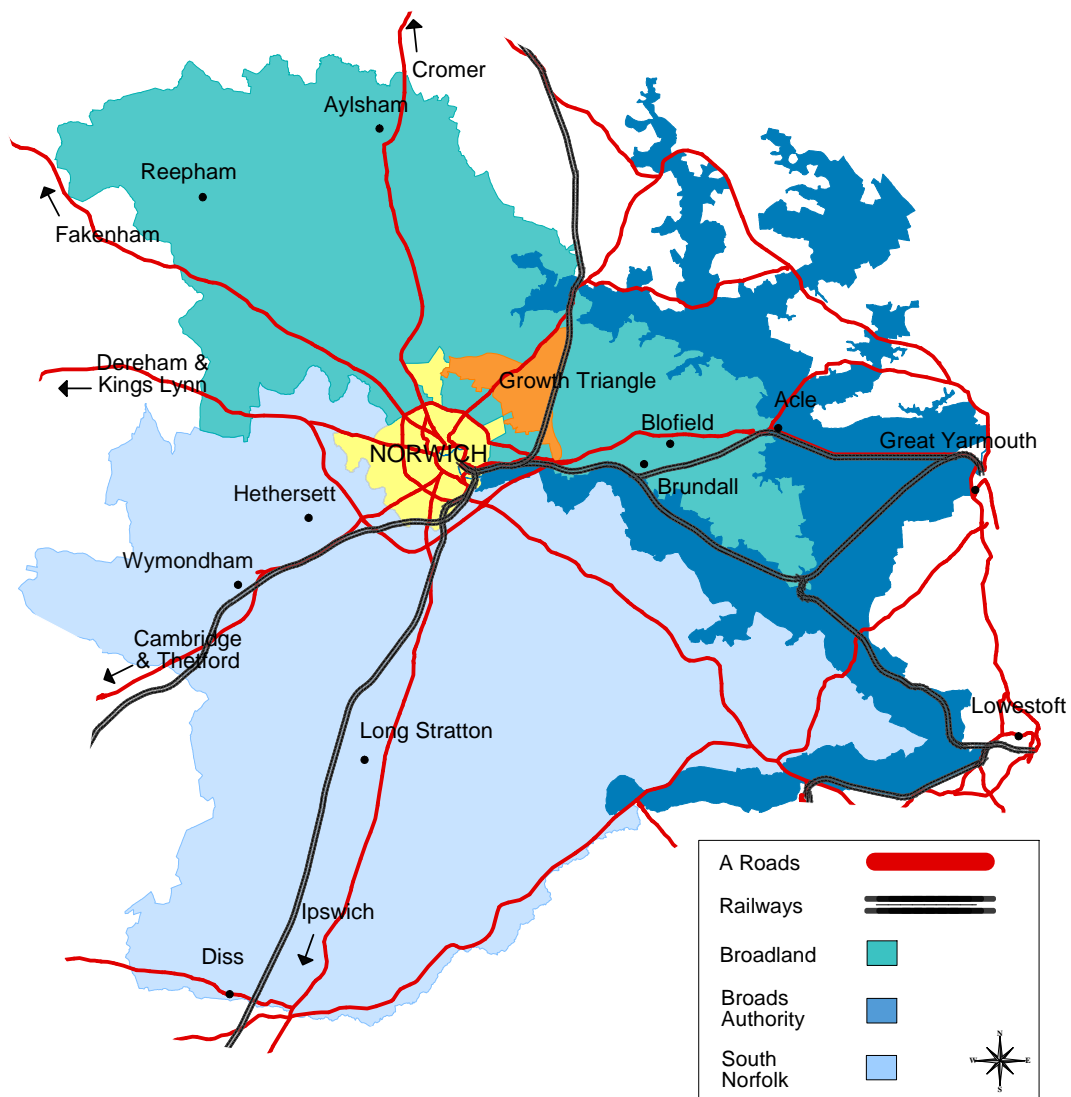 Cromer
Aylsham
Reepham
Fakenham
Dereham &
Kings Lynn
Growth Triangle
Blofield
Acle
NORWICH
Great Yarmouth
Brundall
Hethersett
Wymondham
Cambridge
& Thetford
Lowestoft
Long Stratton
Ipswich
Diss
A Roads
Railways
Broadland
Broads
Authority
South
Norfolk
N
W E
S